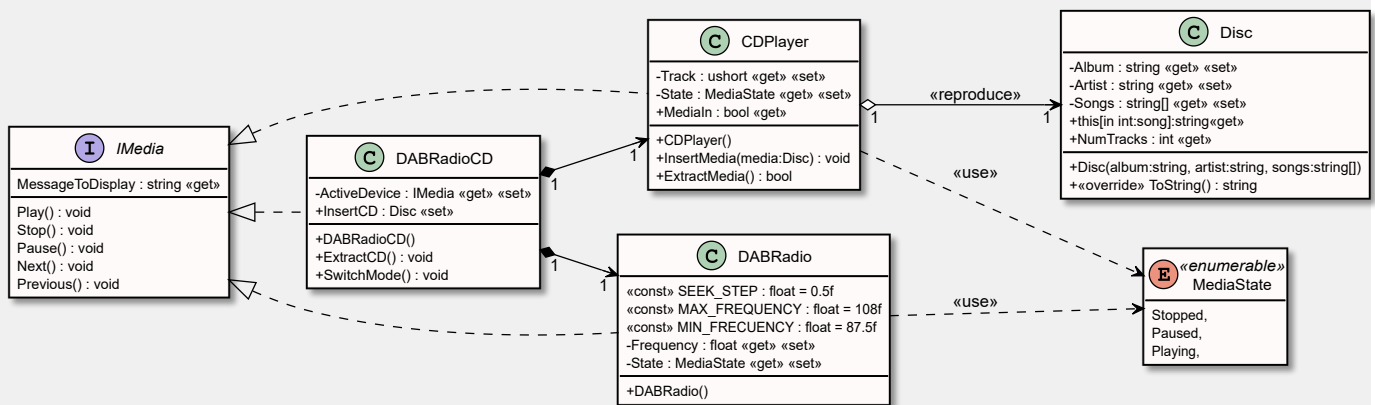 I IMedia
MessageToDisplay : string «get»
Play() : void
Stop() : void
Pause() : void
Next() : void
Previous() : void
C DABRadioCD
-ActiveDevice : IMedia «get» «set»
+InsertCD : Disc «set»
+DABRadioCD()
+ExtractCD() : void
+SwitchMode() : void
1
1
1
1
C CDPlayer
-Track : ushort «get» «set»
-State : MediaState «get» «set»
+MediaIn : bool «get»
+CDPlayer()
+InsertMedia(media:Disc) : void
+ExtractMedia() : bool
C DABRadio
«const» SEEK_STEP : float = 0.5f
«const» MAX_FREQUENCY : float = 108f
«const» MIN_FRECUENCY : float = 87.5f
-Frequency : float «get» «set»
-State : MediaState «get» «set»
+DABRadio()
1
«reproduce»
1
«use»
«use»
C Disc
-Album : string «get» «set»
-Artist : string «get» «set»
-Songs : string[] «get» «set»
+this[in int:song]:string«get»
+NumTracks : int «get»
+Disc(album:string, artist:string, songs:string[])
+«override» ToString() : string
E «enumerable»
MediaState
Stopped,
Paused,
Playing,